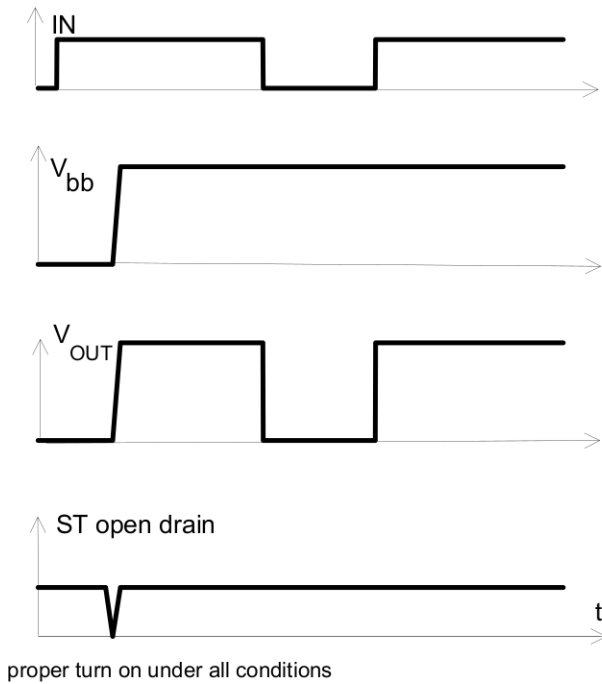 IN
Vbb
VOUT
ST open drain
t
proper turn on under all conditions